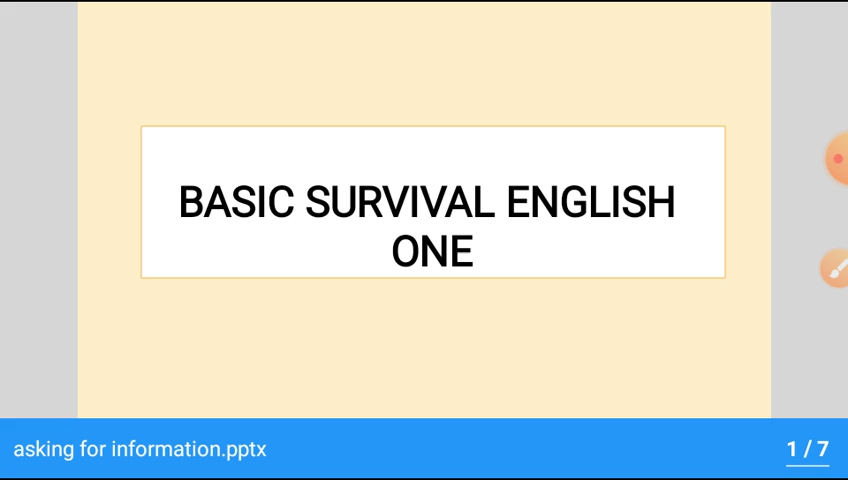 BASIC SURVIVAL ENGLISH
ONE
asking for information.pptx
1 / 7